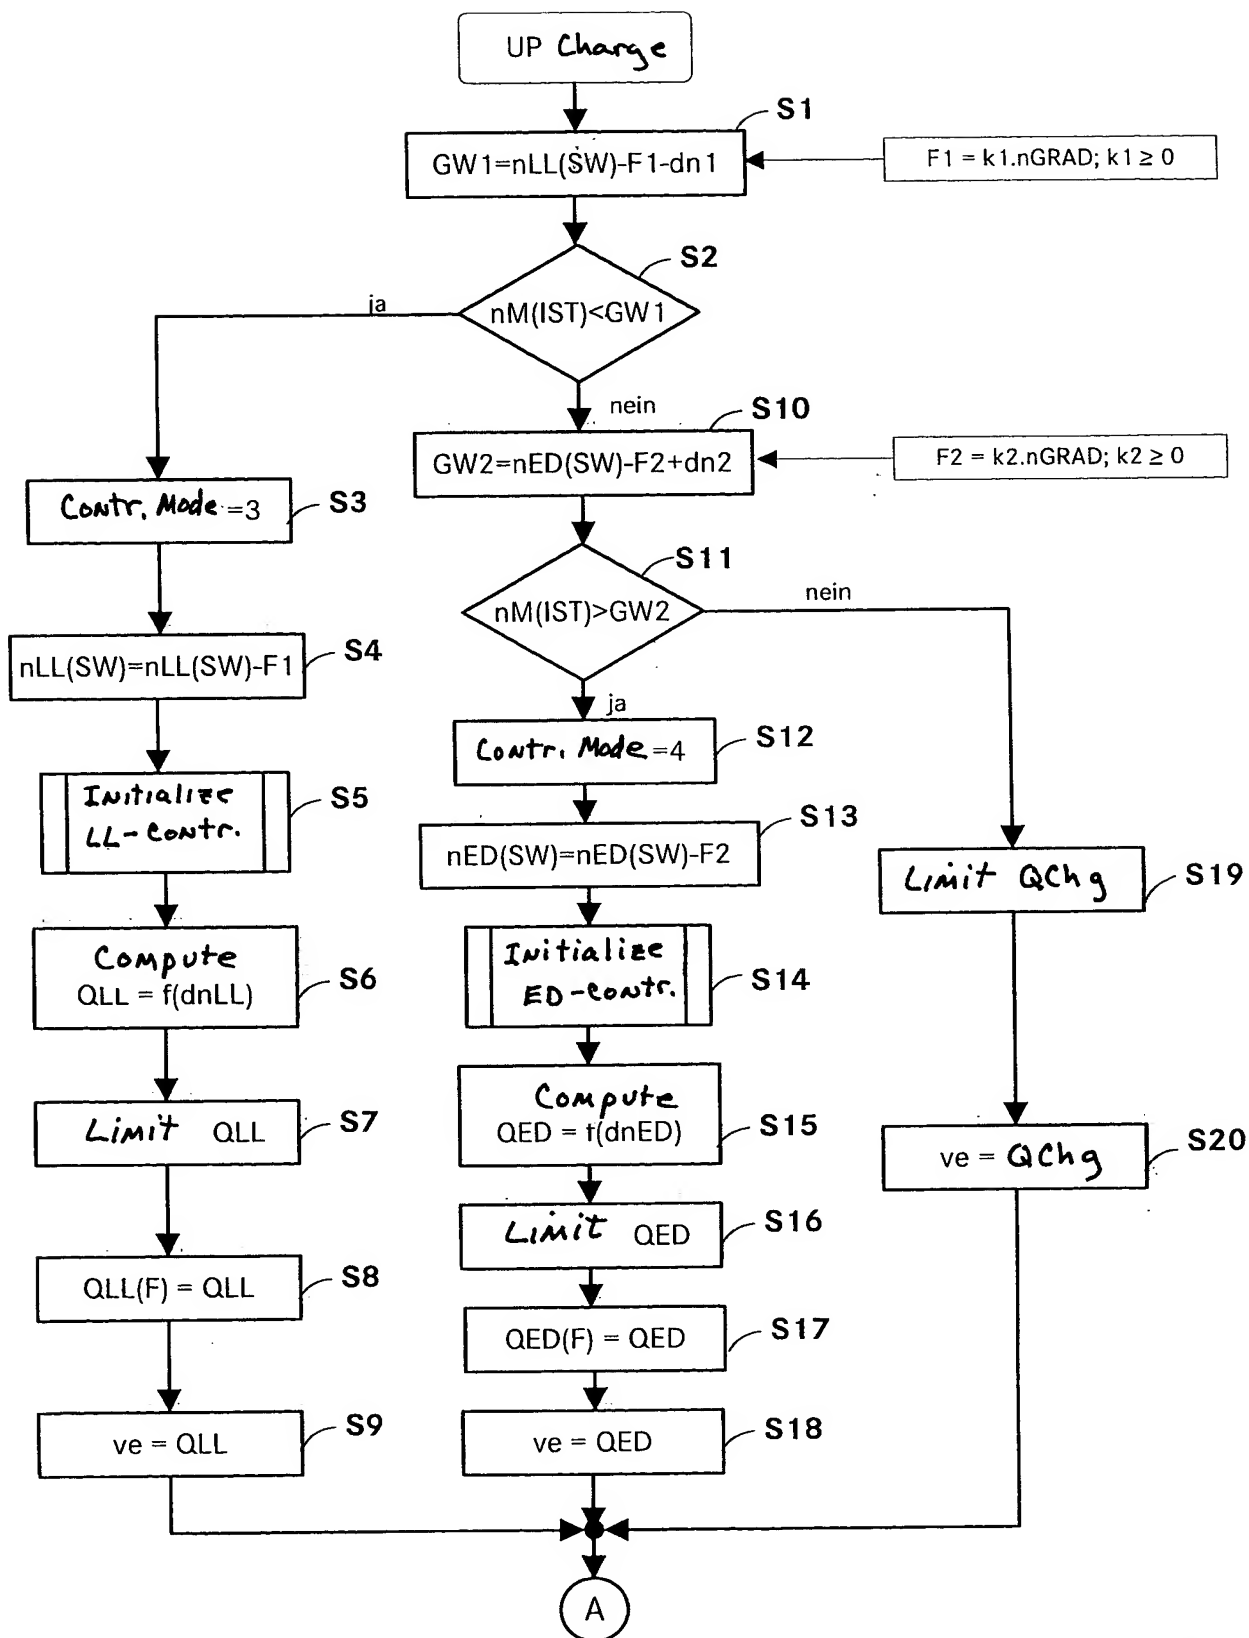 UP Charge
S1
GW1=nLL(SW)-F1-dn1
F1 = k1.nGRAD; k1 ≥ 0
S2
nM(IST)<GW1
ja
nein
S10
GW2=nED(SW)-F2+dn2
F2 = k2.nGRAD; k2 ≥ 0
S3
Contr. Mode =3
S11
nM(IST)>GW2
nein
ja
S4
nLL(SW)=nLL(SW)-F1
S12
Contr. Mode =4
S5
Initialize
LL-Contr.
S13
nED(SW)=nED(SW)-F2
Limit QChg
S19
S6
Compute
QLL = f(dnLL)
S14
Initialize
ED-Contr.
S7
Limit QLL
S15
Compute
QED = f(dnED)
S20
ve = QChg
S16
Limit QED
S8
QLL(F) = QLL
S17
QED(F) = QED
S9
ve = QLL
S18
ve = QED
A